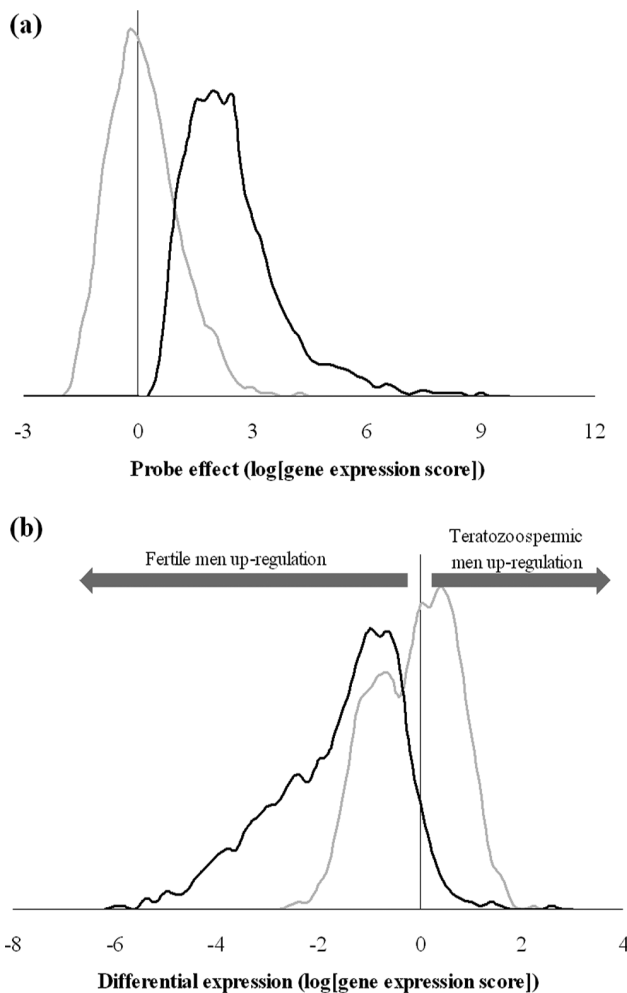 (a)
-3 0 3 6 9 12
Probe effect (log[gene expression score])
(b)
Fertile men up-regulation
Teratozoospermic
men up-regulation
-8 -6 -4 -2 0 2 4
Differential expression (log[gene expression score])